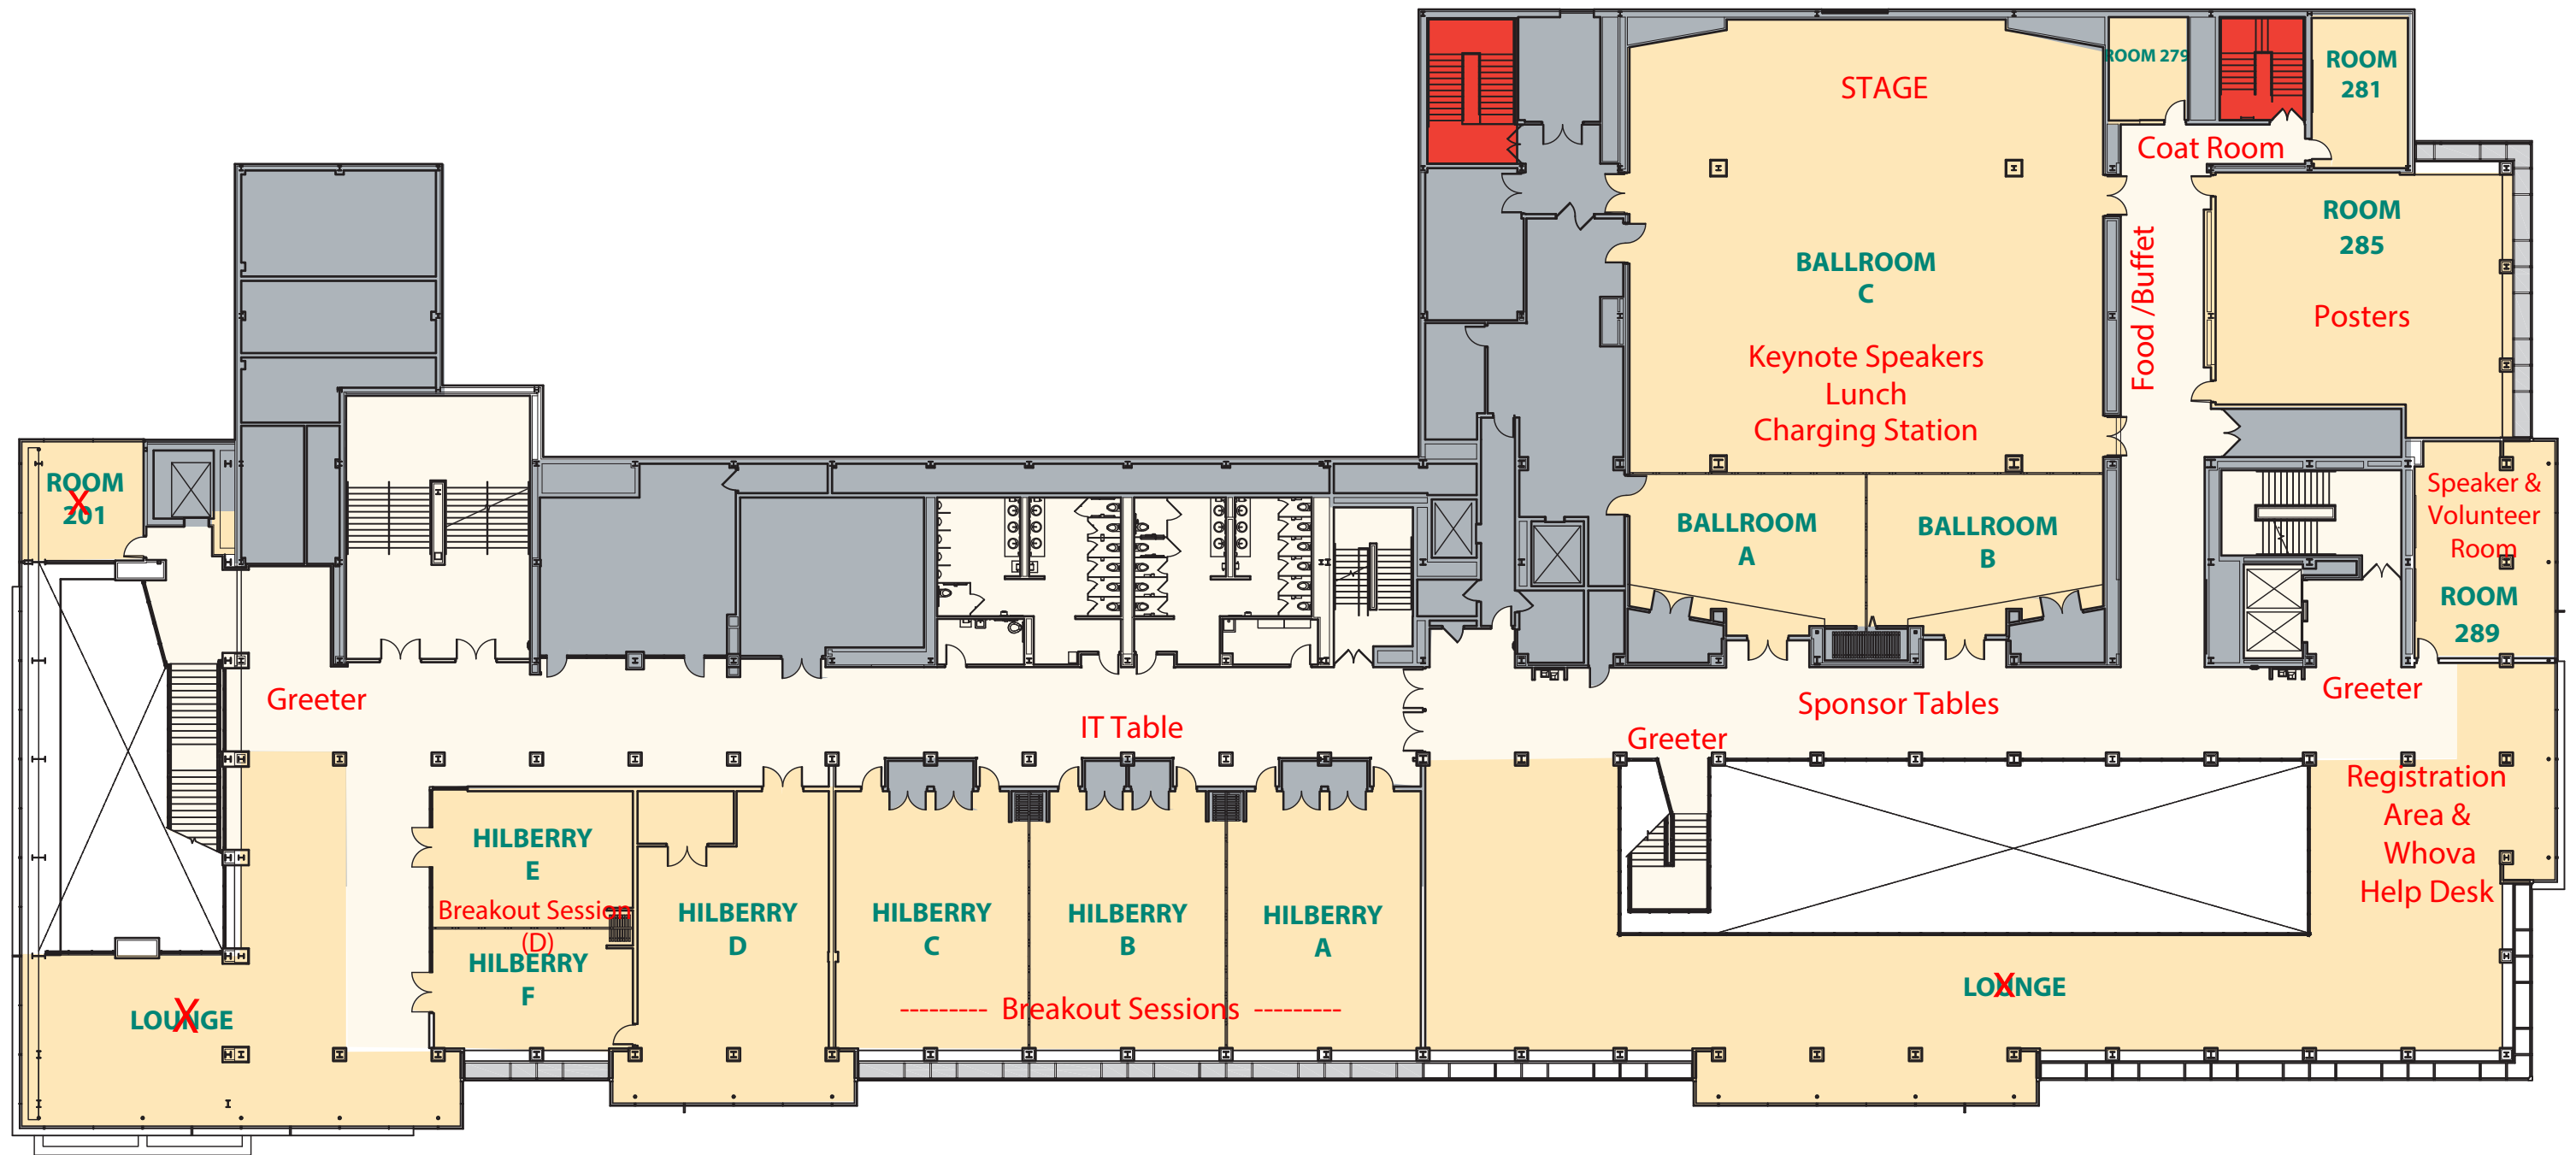 STAGE
ROOM 279
ROOM
281
Coat Room
ROOM
285
Posters
Food /Buffet
BALLROOM
C
Keynote Speakers
Lunch
Charging Station
ROOM
201
X
BALLROOM
A
BALLROOM
B
Speaker &
Volunteer
Room
ROOM
289
Greeter
IT Table
Sponsor Tables
Greeter
Greeter
Registration
Area &
Whova
Help Desk
HILBERRY
E
Breakout Session
(D)
HILBERRY
F
HILBERRY
D
HILBERRY
C
HILBERRY
B
HILBERRY
A
--------- Breakout Sessions ---------
LOUNGE
X
LOUNGE
X